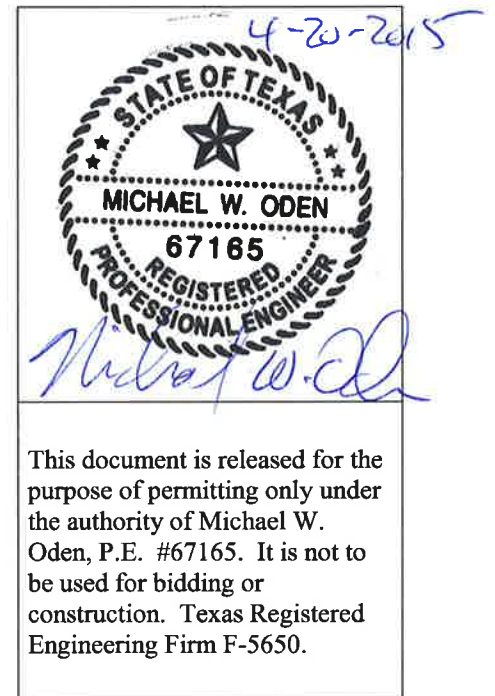 4-20-2015
STATE OF TEXAS
MICHAEL W. ODEN
67165
REGISTERED
PROFESSIONAL ENGINEER
Michael W. Oden
This document is released for the
purpose of permitting only under
the authority of Michael W.
Oden, P.E. #67165. It is not to
be used for bidding or
construction. Texas Registered
Engineering Firm F-5650.